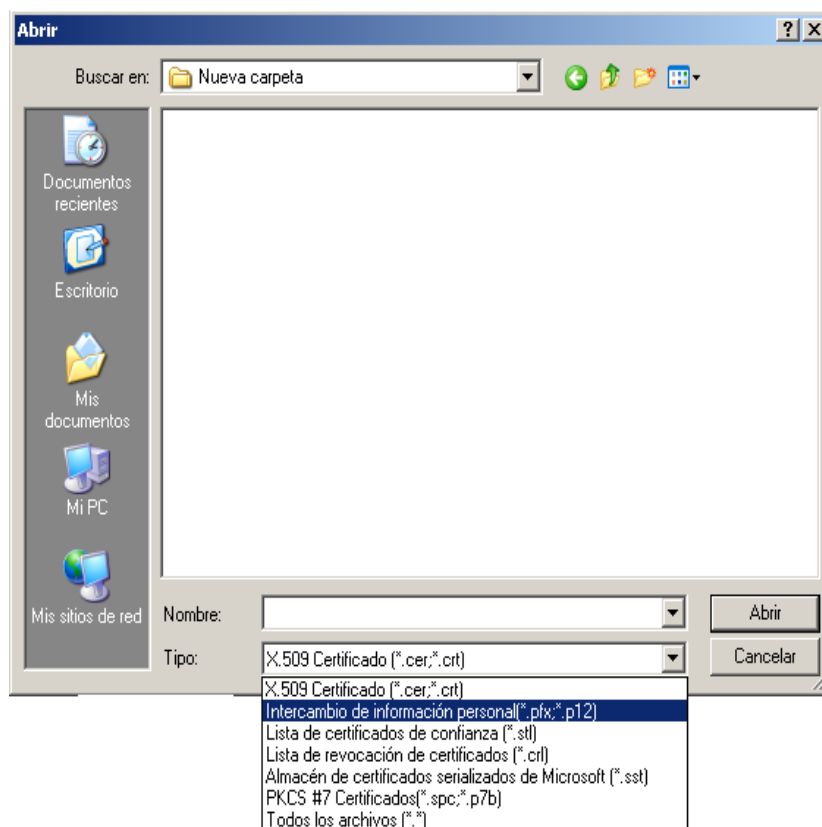 Abrir
Buscar en:
Nueva carpeta
Documentos
recientes
Escritorio
Mis
documentos
Mi PC
Mis sitios de red
Nombre:
Abrir
Tipo:
X.509 Certificado (*.cer;*.crt)
Cancelar
X.509 Certificado (*.cer;*.crt)
Intercambio de información personal(*.pfx;*.p12)
Lista de certificados de confianza (*.stl)
Lista de revocación de certificados (*.crl)
Almacén de certificados serializados de Microsoft (*.sst)
PKCS #7 Certificados(*.spc;*.p7b)
Todos los archivos (*.*)